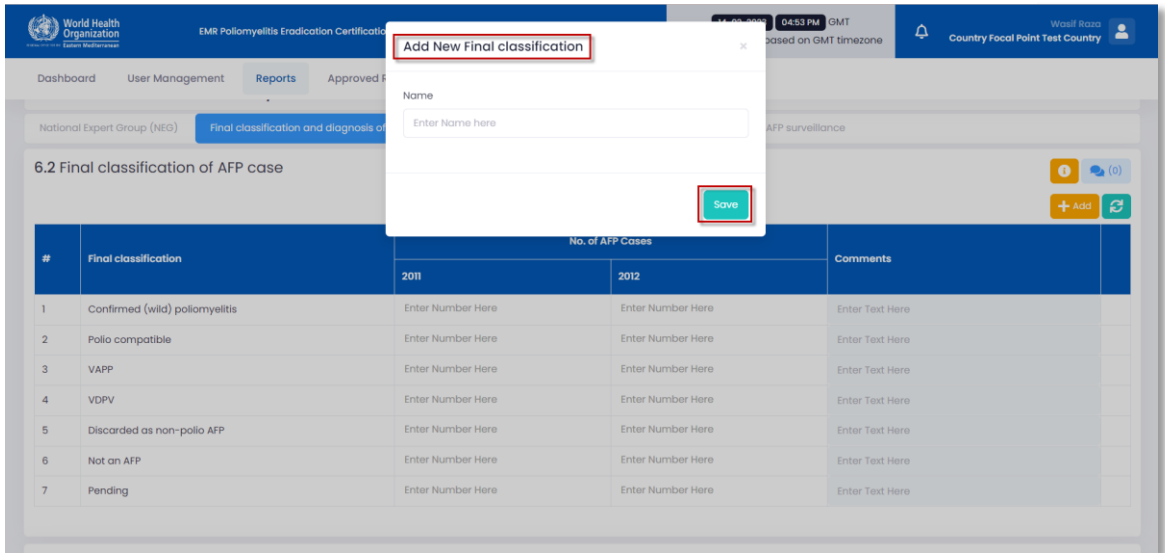 World Health
Organization
Eastern Mediterranean
EMR Poliomyelitis Eradication Certificatio
04:53 PM GMT
based on GMT timezone
Wasif Raza
Country Focal Point Test Country
Dashboard User Management Reports Approved
Add New Final classification ×
Name
Enter Name here
Save
National Expert Group (NEG) Final classification and diagnosis of AFP surveillance
6.2 Final classification of AFP case
(0)
+ Add
# Final classification No. of AFP Cases Comments
2011 2012
1 Confirmed (wild) poliomyelitis Enter Number Here Enter Number Here Enter Text Here
2 Polio compatible Enter Number Here Enter Number Here Enter Text Here
3 VAPP Enter Number Here Enter Number Here Enter Text Here
4 VDPV Enter Number Here Enter Number Here Enter Text Here
5 Discarded as non-polio AFP Enter Number Here Enter Number Here Enter Text Here
6 Not an AFP Enter Number Here Enter Number Here Enter Text Here
7 Pending Enter Number Here Enter Number Here Enter Text Here